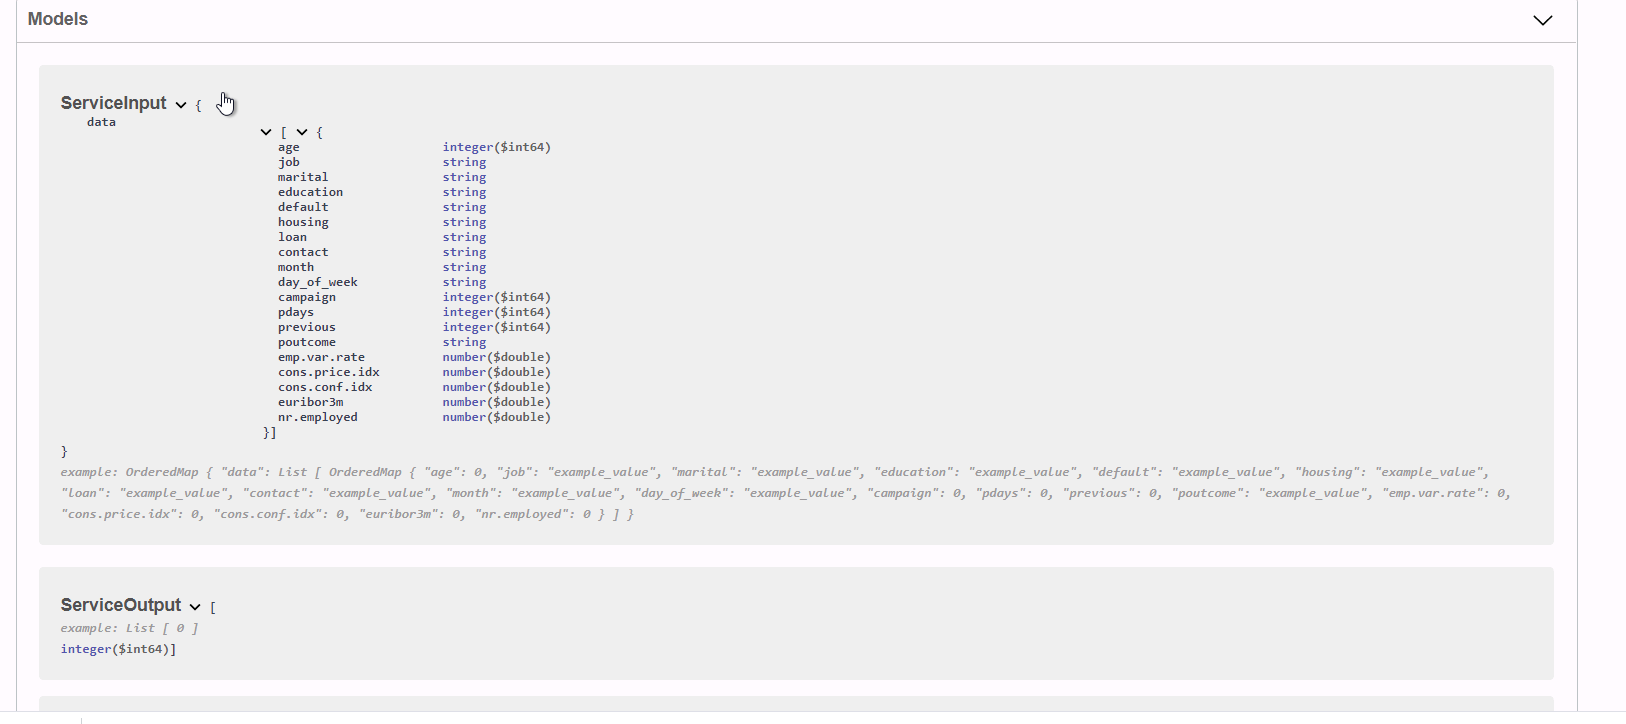 Models
ServiceInput {
data
[ {
age integer($int64)
job string
marital string
education string
default string
housing string
loan string
contact string
month string
day_of_week string
campaign integer($int64)
pdays integer($int64)
previous integer($int64)
poutcome string
emp.var.rate number($double)
cons.price.idx number($double)
cons.conf.idx number($double)
euribor3m number($double)
nr.employed number($double)
}]
}
example: OrderedMap { "data": List [ OrderedMap { "age": 0, "job": "example_value", "marital": "example_value", "education": "example_value", "default": "example_value", "housing": "example_value",
"loan": "example_value", "contact": "example_value", "month": "example_value", "day_of_week": "example_value", "campaign": 0, "pdays": 0, "previous": 0, "poutcome": "example_value", "emp.var.rate": 0,
"cons.price.idx": 0, "cons.conf.idx": 0, "euribor3m": 0, "nr.employed": 0 } ] }
ServiceOutput [
example: List [ 0 ]
integer($int64)]